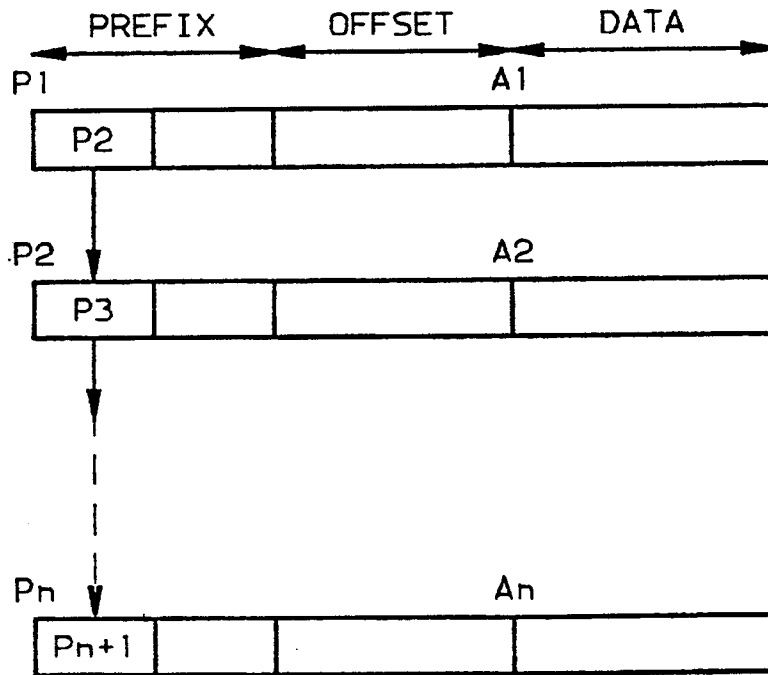 PREFIX OFFSET DATA
P1 A1
P2
P2 A2
P3
Pn An
Pn+1